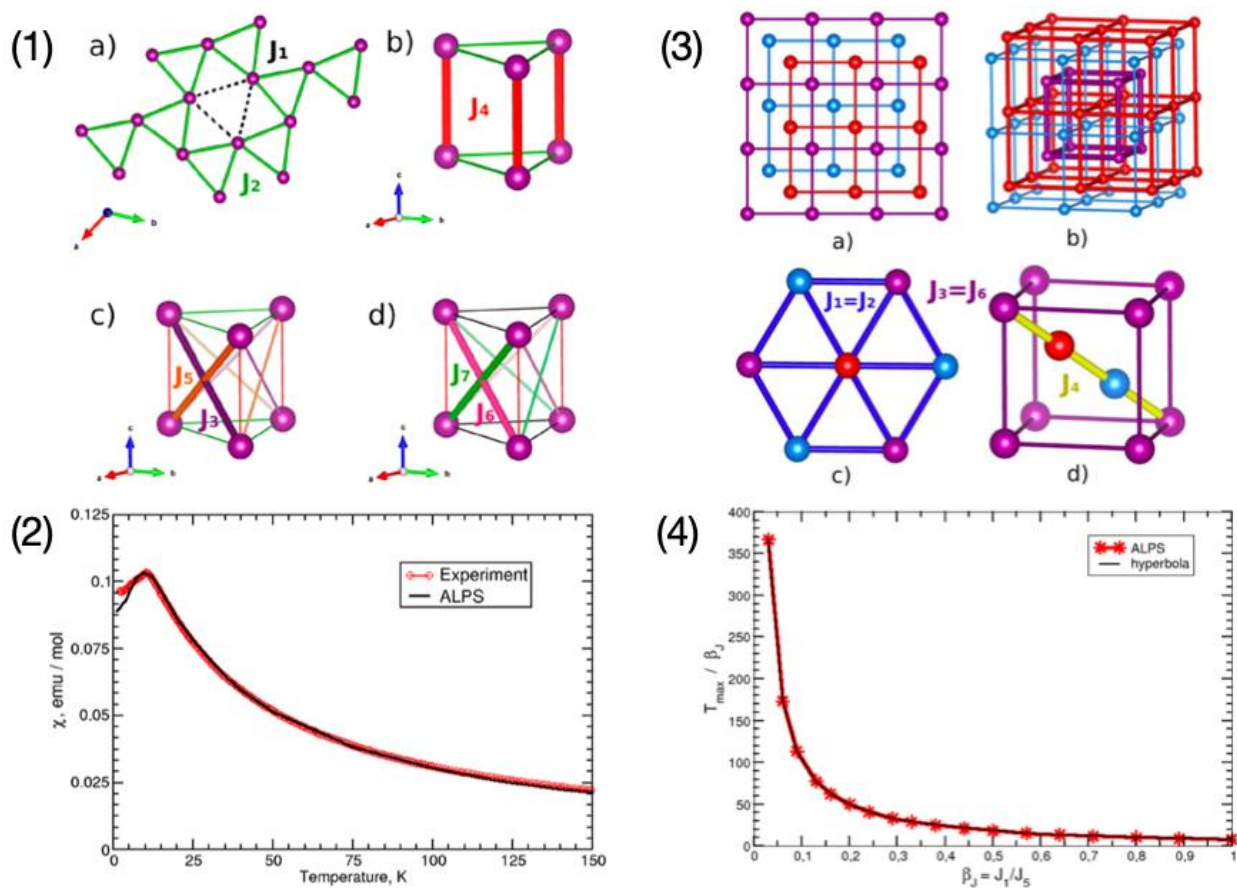 (1)
a)
J₁
J₂
a
b
b)
J₄
c
a
b
c)
J₅
J₃
c
a
b
d)
J₇
J₆
c
a
b
(2)
0.125
0.1
0.075
0.05
0.025
0
χ, emu / mol
Experiment
ALPS
0 25 50 75 100 125 150
Temperature, K
(3)
a)
b)
J₁=J₂
c)
J₃=J₆
J₄
d)
(4)
400
350
300
250
200
150
100
50
0
T_max / β_J
ALPS
hyperbola
0 0,1 0,2 0,3 0,4 0,5 0,6 0,7 0,8 0,9 1
β_J = J₁/J₅